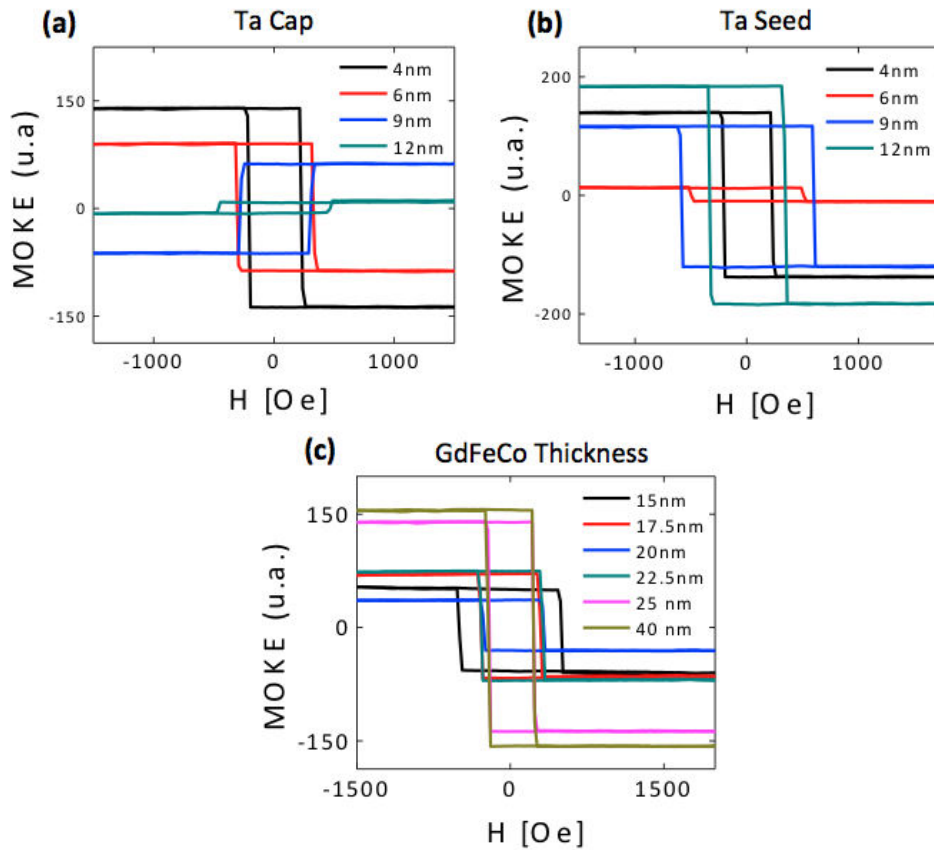 (a) Ta Cap
MOKE (u.a)
150
0
-150
-1000 0 1000
H [Oe]
4nm
6nm
9nm
12nm
(b) Ta Seed
MOKE (u.a.)
200
0
-200
-1000 0 1000
H [Oe]
4nm
6nm
9nm
12nm
(c) GdFeCo Thickness
MOKE (u.a.)
150
0
-150
-1500 0 1500
H [Oe]
15nm
17.5nm
20nm
22.5nm
25 nm
40 nm